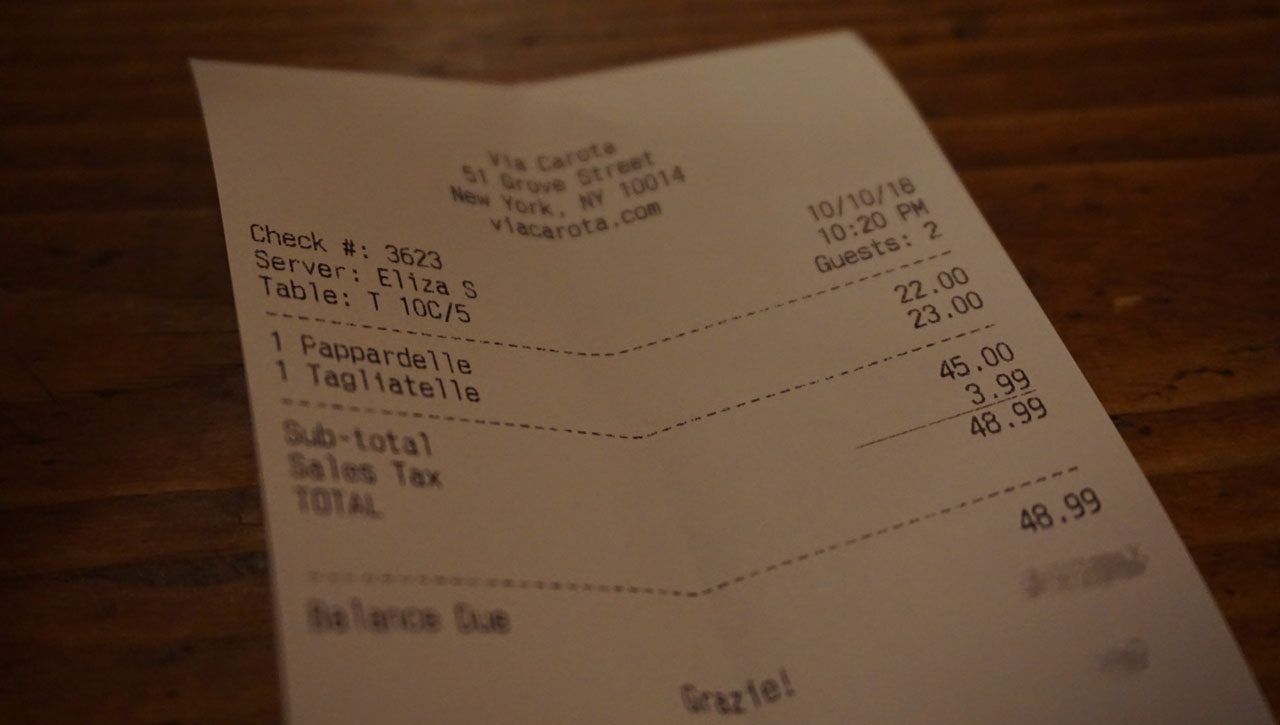 Via Carota
51 Grove Street
New York, NY 10014
viacarota.com
10/10/18
10:20 PM
Check #: 3623
Server: Eliza S
Guests: 2
Table: T 10C/5
1 Pappardelle 22.00
1 Tagliatelle 23.00
Sub-total 45.00
Sales Tax 3.99
TOTAL 48.99
Balance Due 48.99
Grazie!